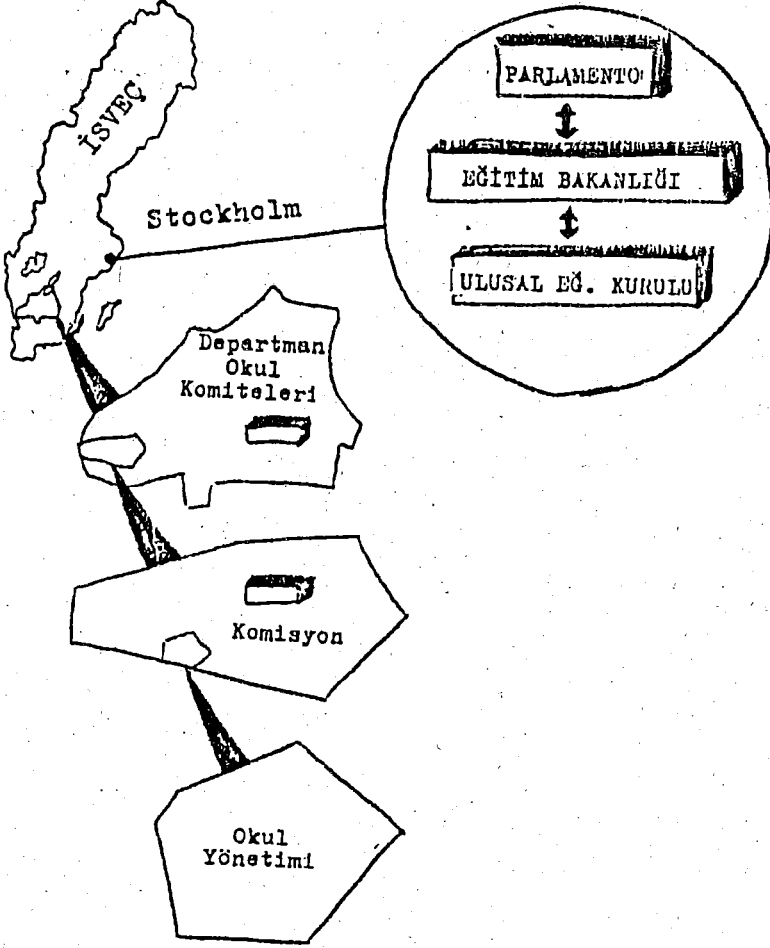 İSVEÇ
PARLAMENTO
EĞİTİM BAKANLIĞI
Stockholm
ULUSAL EĞ. KURULU
Departman
Okul
Komiteleri
Komisyon
Okul
Yönetimi